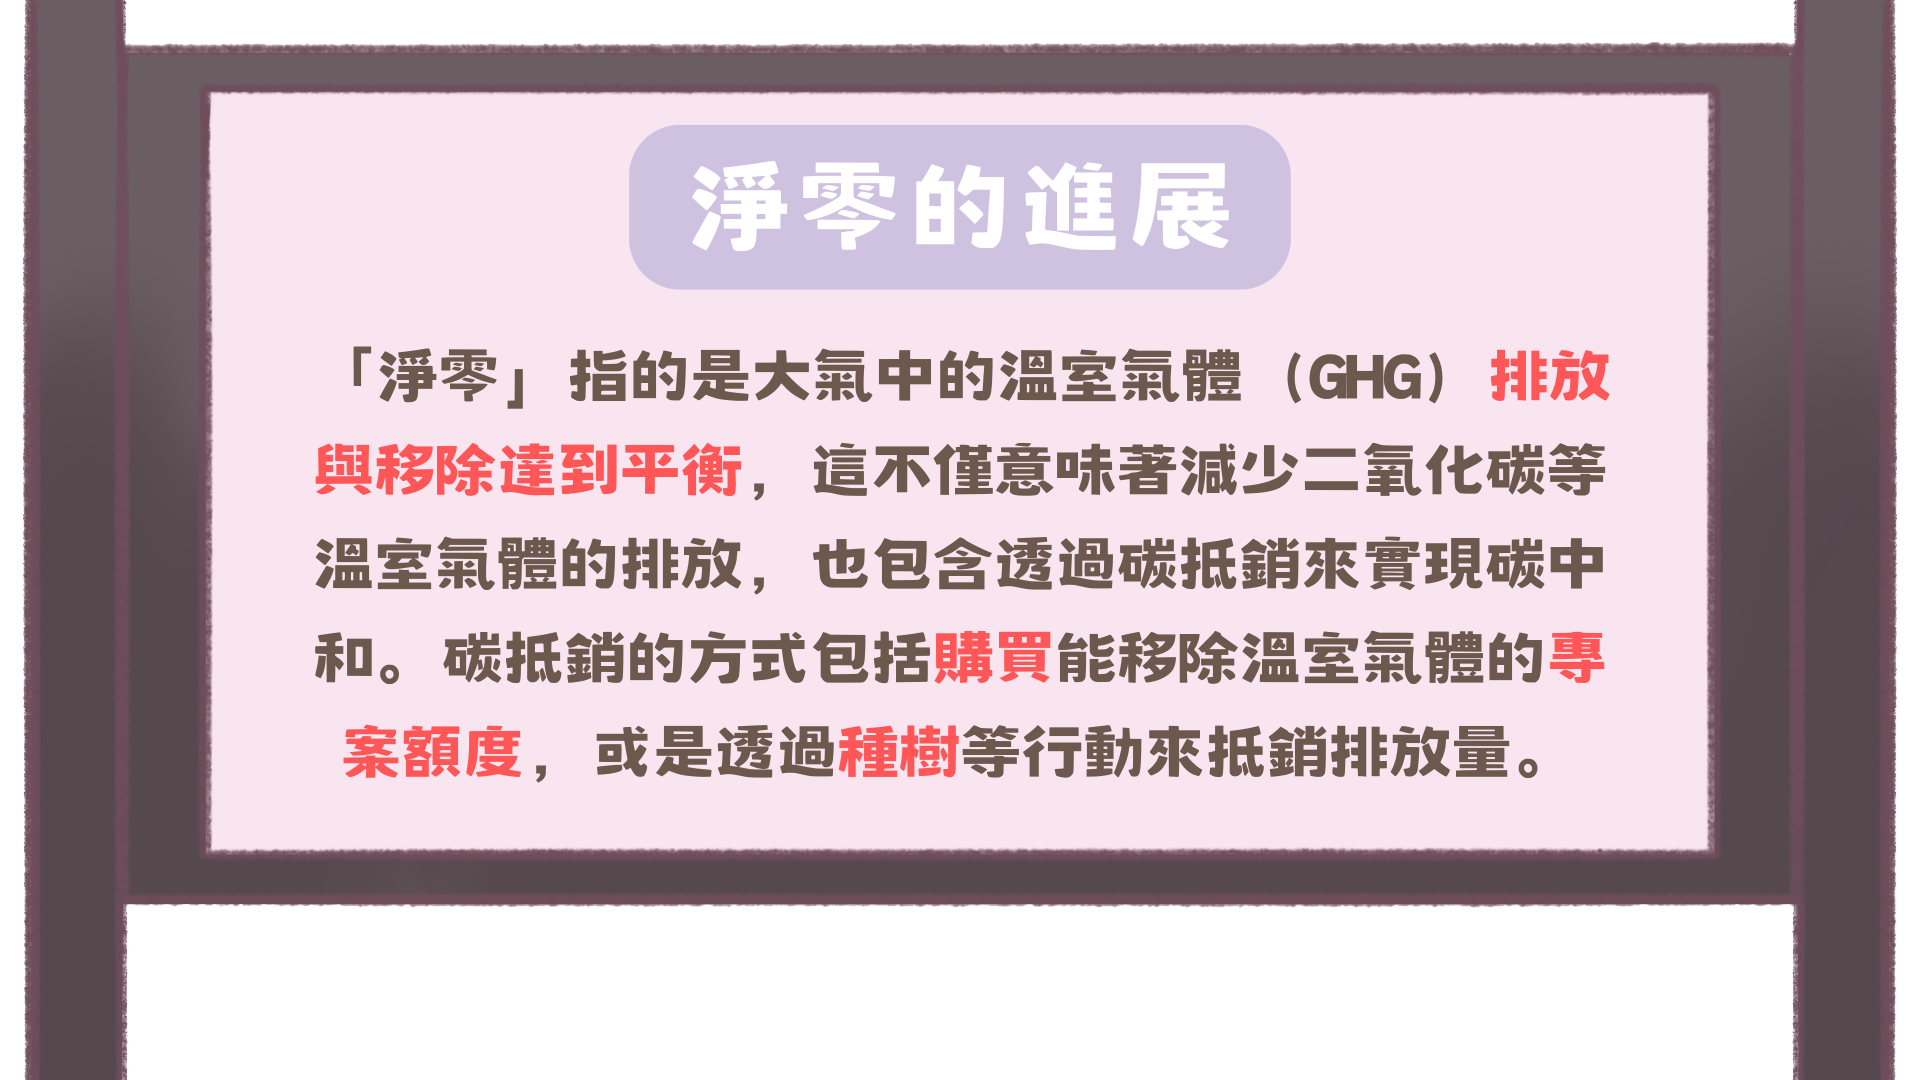 淨零的進展
「淨零」指的是大氣中的溫室氣體（GHG）排放
與移除達到平衡，這不僅意味著減少二氧化碳等
溫室氣體的排放，也包含透過碳抵銷來實現碳中
和。碳抵銷的方式包括購買能移除溫室氣體的專
案額度，或是透過種樹等行動來抵銷排放量。